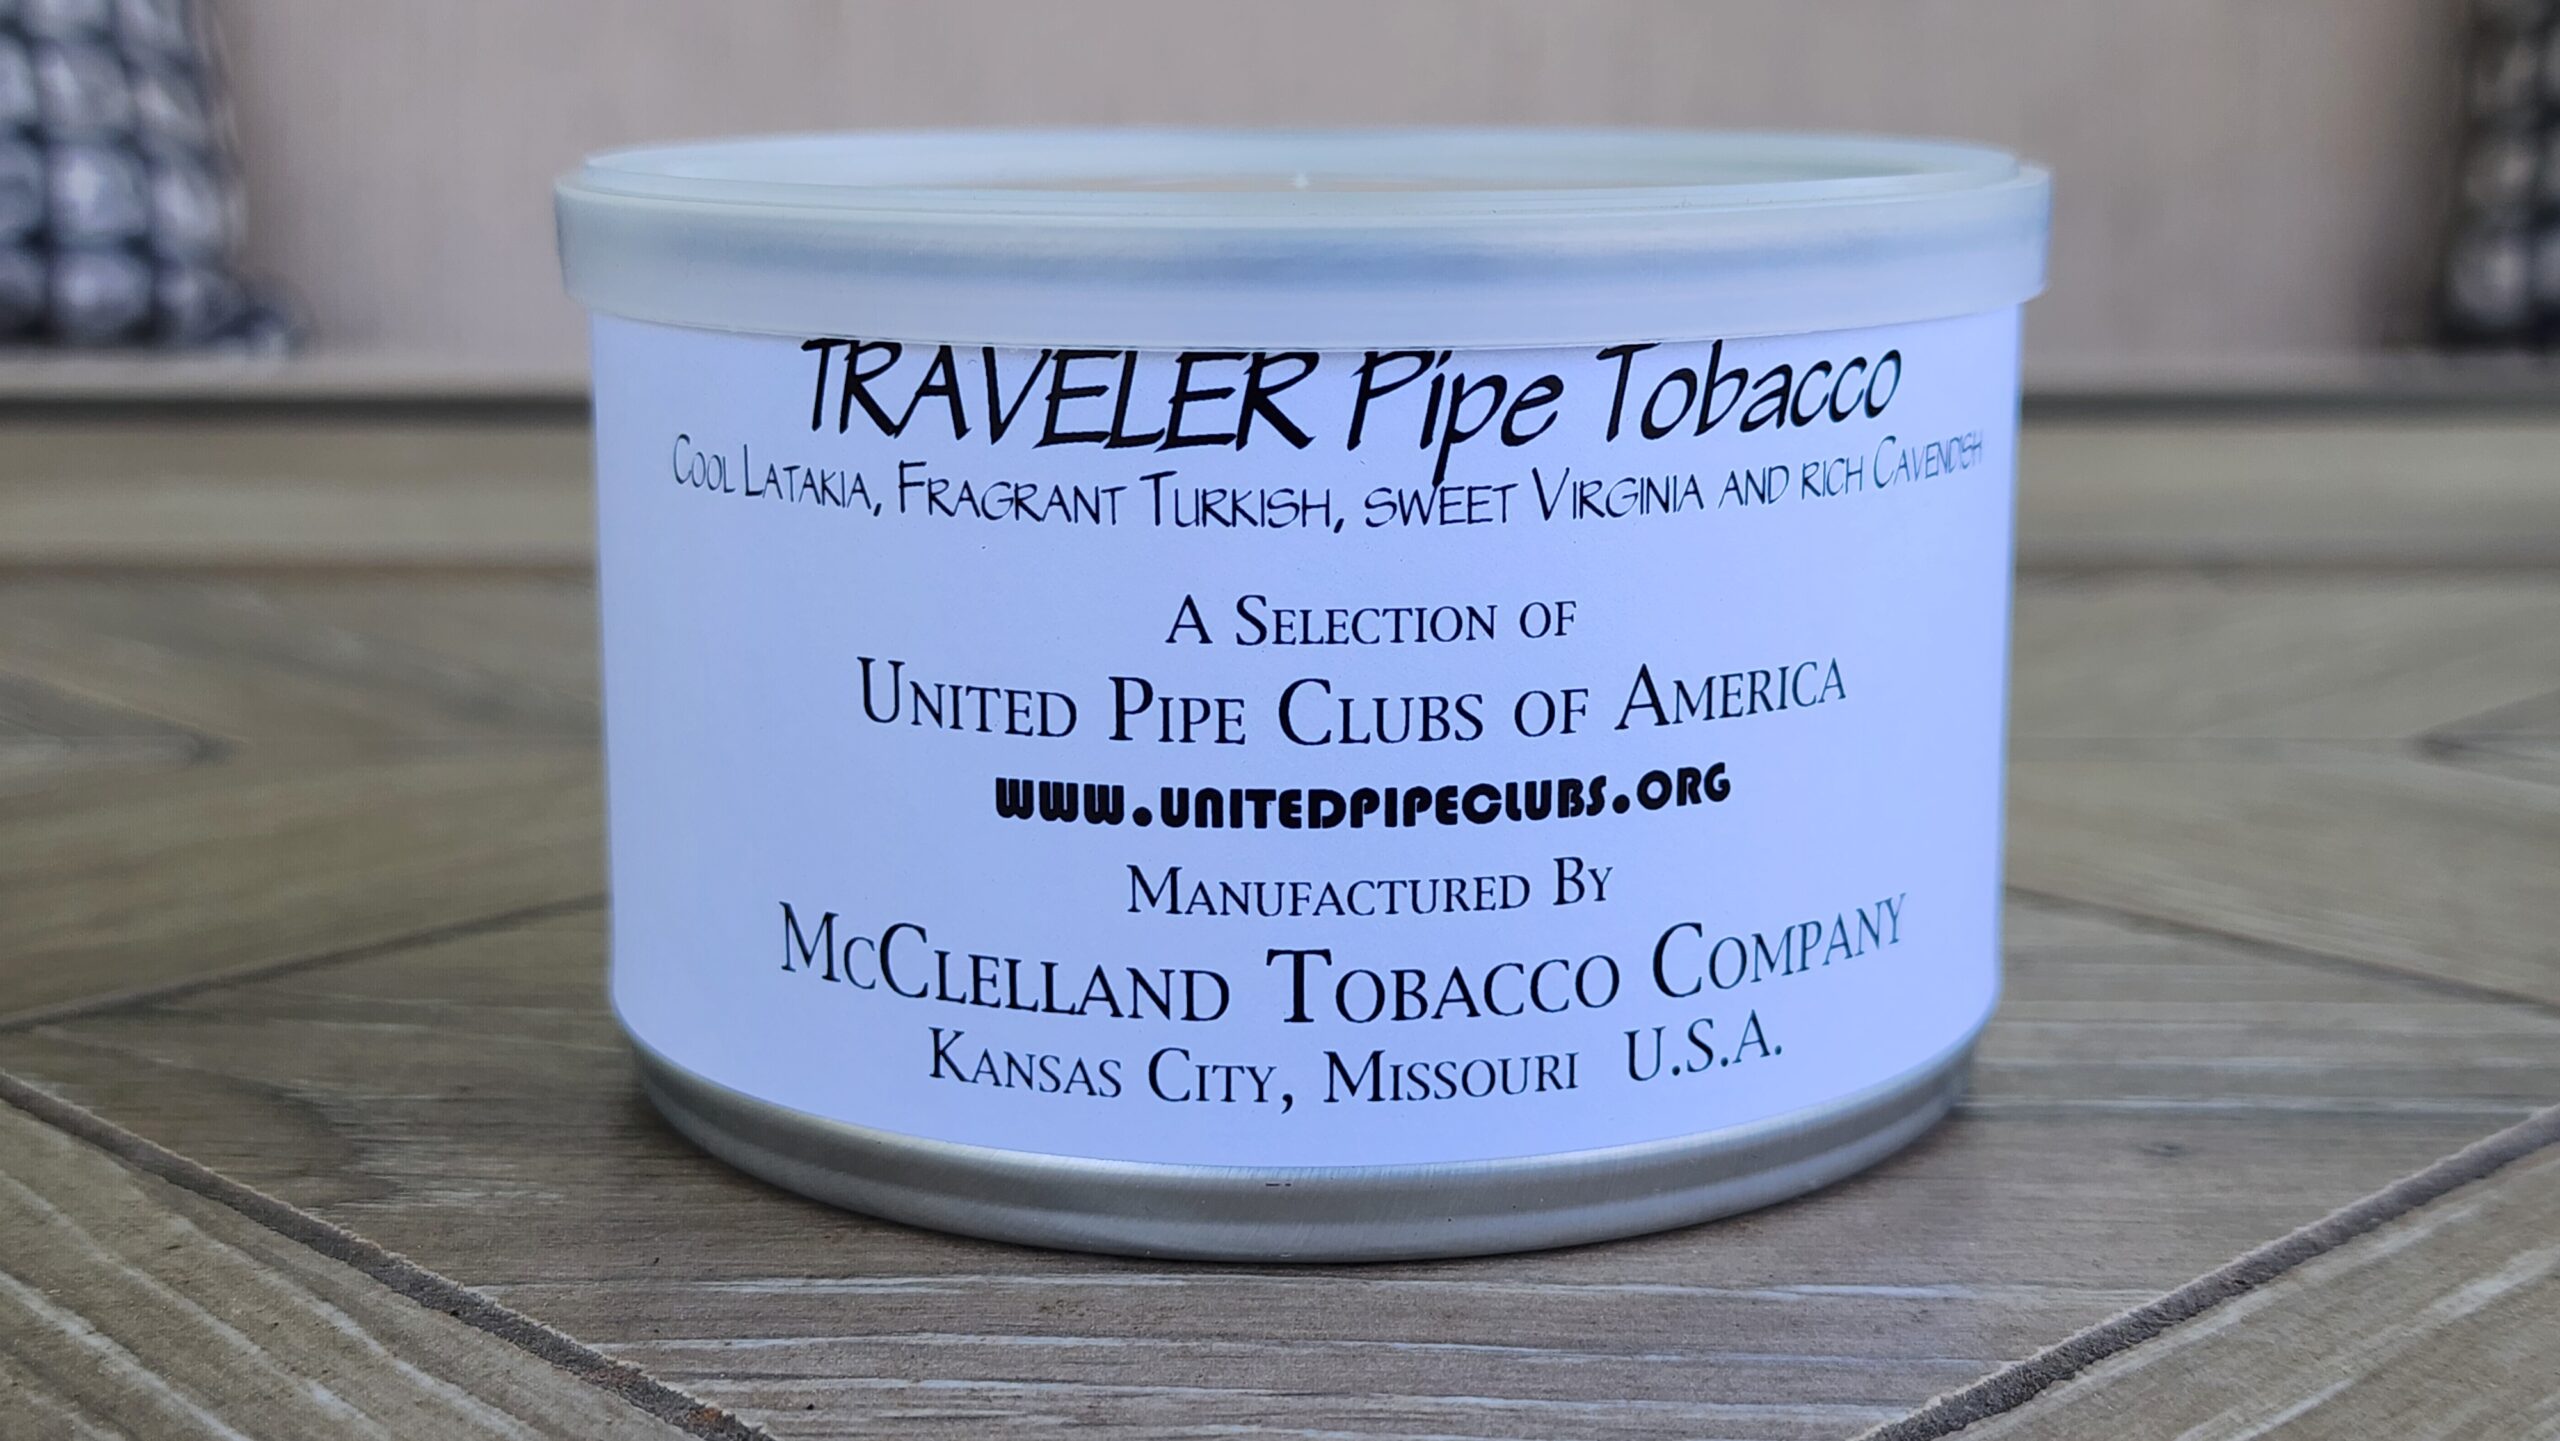 TRAVELER Pipe Tobacco
Cool Latakia, Fragrant Turkish, sweet Virginia and rich Cavendish
A Selection of
United Pipe Clubs of America
www.unitedpipeclubs.org
Manufactured By
McClelland Tobacco Company
Kansas City, Missouri U.S.A.